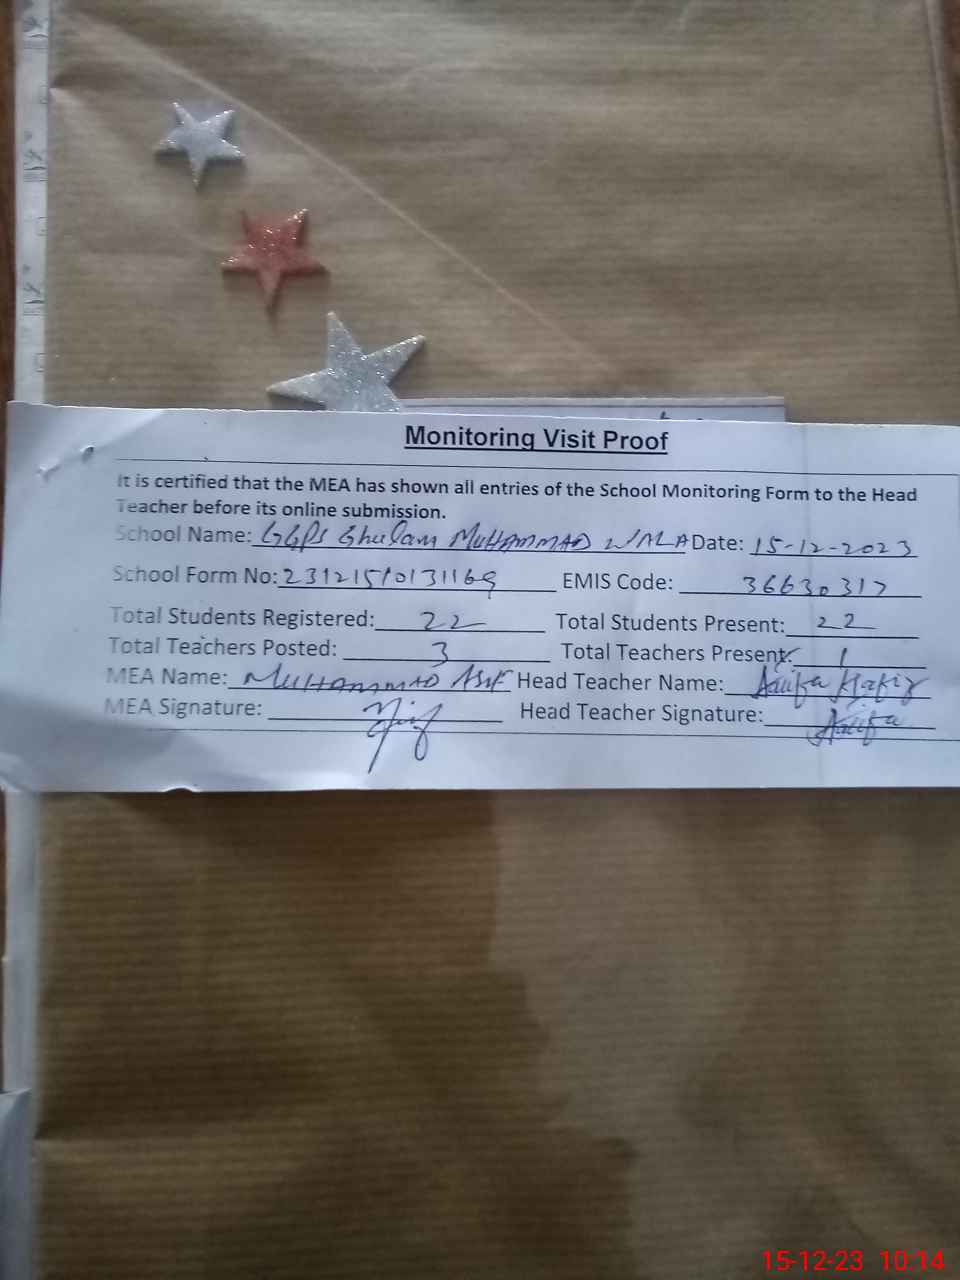 Monitoring Visit Proof
It is certified that the MEA has shown all entries of the School Monitoring Form to the Head
Teacher before its online submission.
School Name: GGPS Ghulam MUHAMMAD WALA Date: 15-12-2023
School Form No: EMIS Code: 36630317
Total Students Registered: 22 Total Students Present: 22
Total Teachers Posted: 3 Total Teachers Present: 1
MEA Name: MUHAMMAD ASIF Head Teacher Name:
MEA Signature: Head Teacher Signature:
15-12-23 10:14